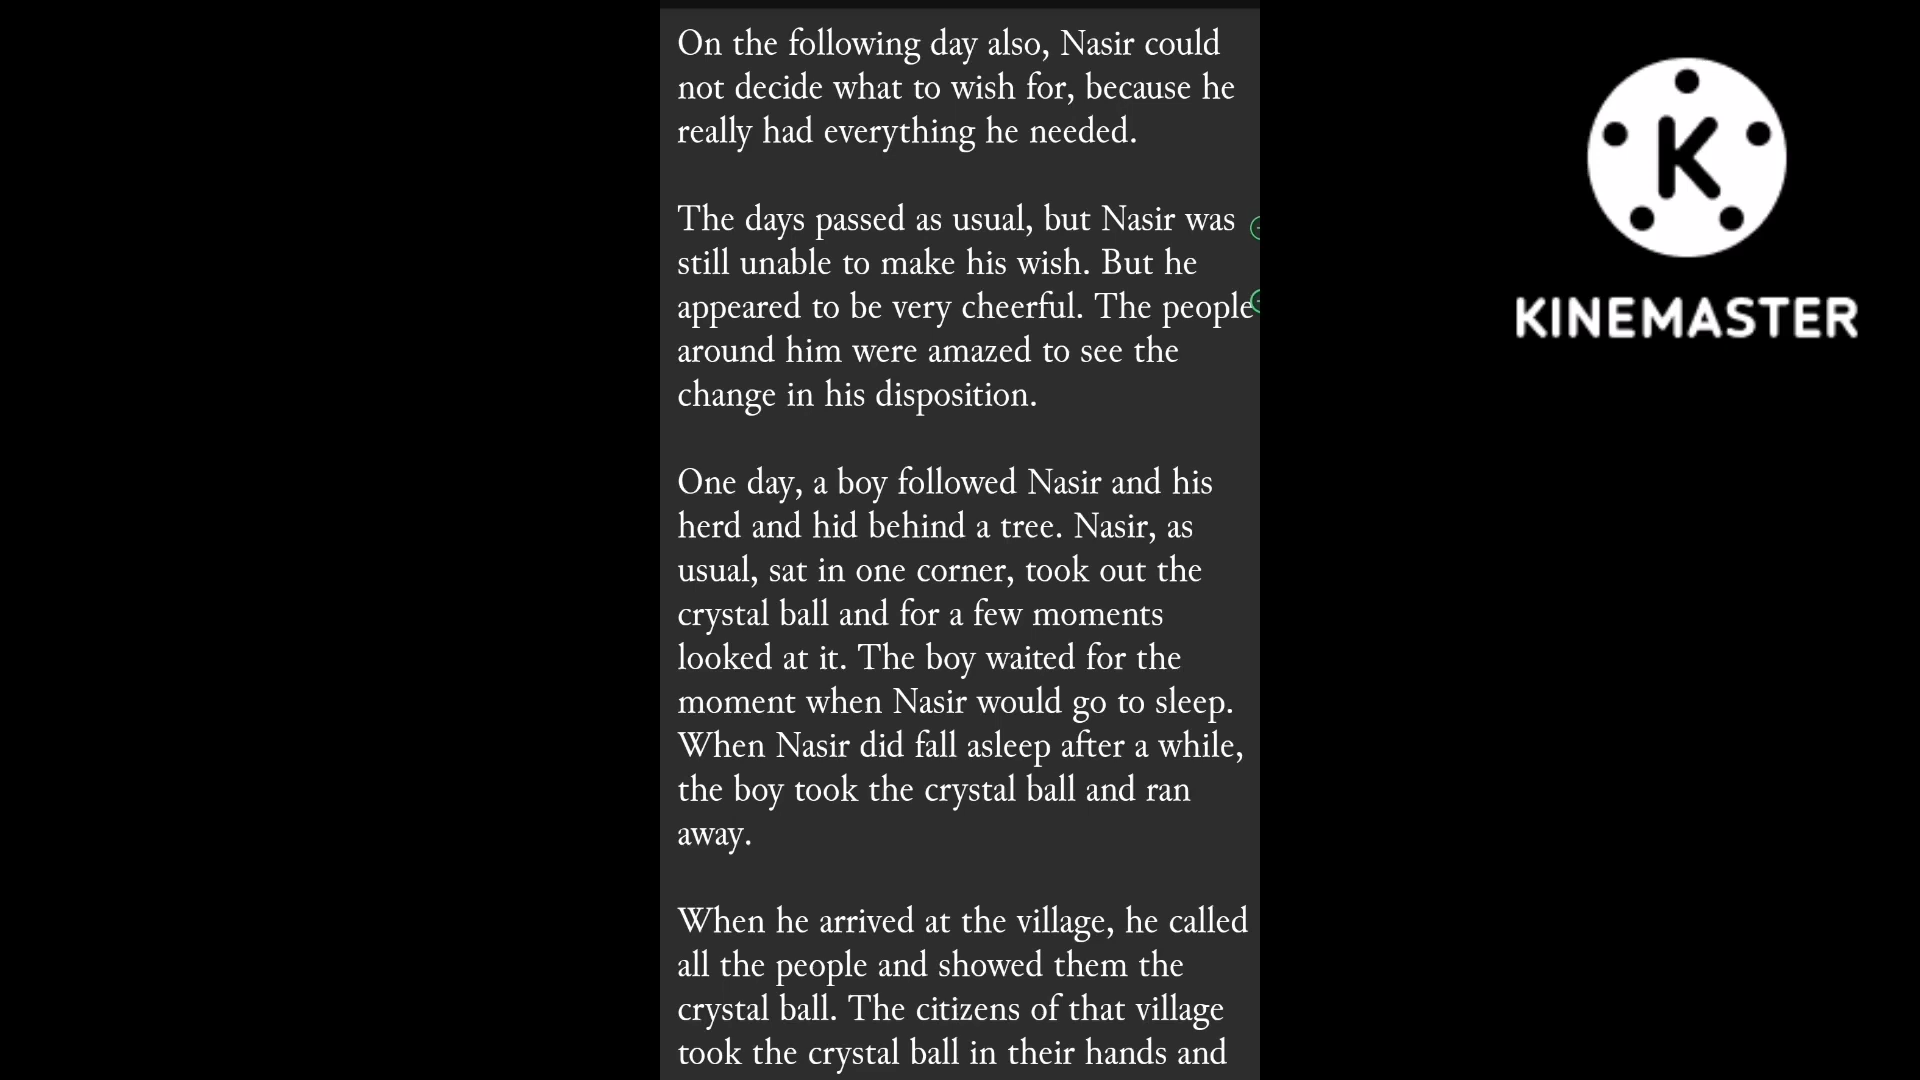 On the following day also, Nasir could
not decide what to wish for, because he
really had everything he needed.
The days passed as usual, but Nasir was
still unable to make his wish. But he
appeared to be very cheerful. The people
around him were amazed to see the
change in his disposition.
One day, a boy followed Nasir and his
herd and hid behind a tree. Nasir, as
usual, sat in one corner, took out the
crystal ball and for a few moments
looked at it. The boy waited for the
moment when Nasir would go to sleep.
When Nasir did fall asleep after a while,
the boy took the crystal ball and ran
away.
When he arrived at the village, he called
all the people and showed them the
crystal ball. The citizens of that village
took the crystal ball in their hands and
K
KINEMASTER